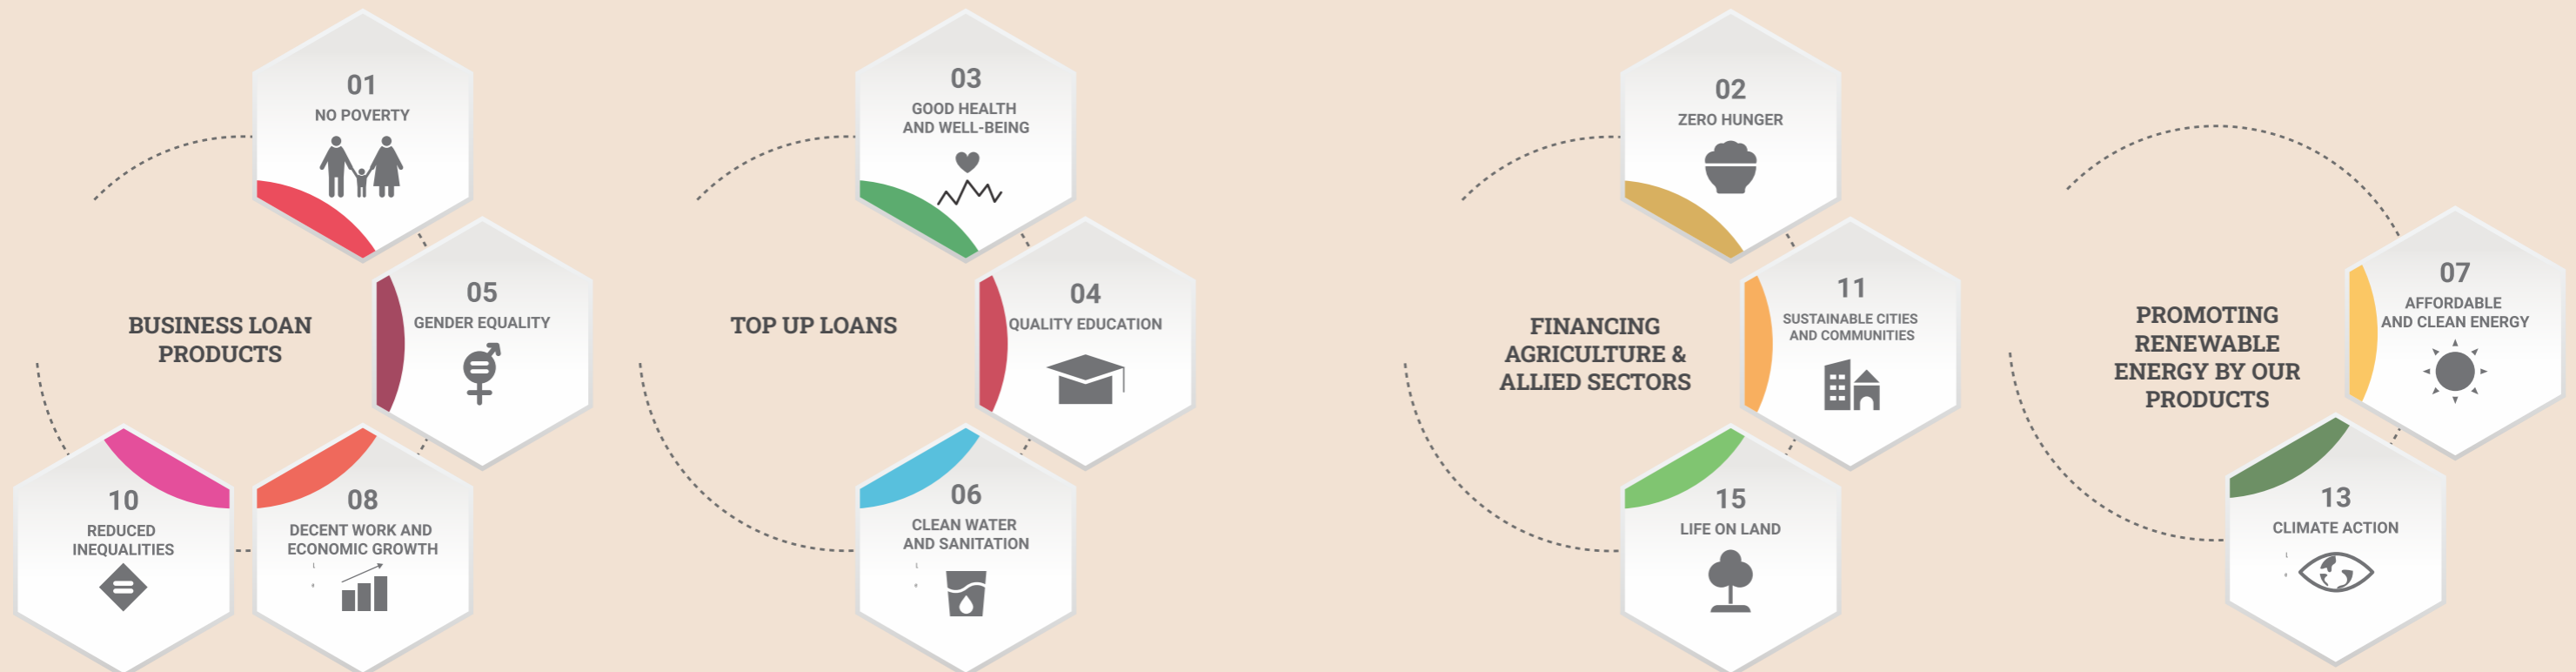 01
NO POVERTY
05
GENDER EQUALITY
BUSINESS LOAN
PRODUCTS
10
REDUCED
INEQUALITIES
08
DECENT WORK AND
ECONOMIC GROWTH
03
GOOD HEALTH
AND WELL-BEING
04
QUALITY EDUCATION
TOP UP LOANS
06
CLEAN WATER
AND SANITATION
02
ZERO HUNGER
11
SUSTAINABLE CITIES
AND COMMUNITIES
FINANCING
AGRICULTURE &
ALLIED SECTORS
15
LIFE ON LAND
07
AFFORDABLE
AND CLEAN ENERGY
PROMOTING
RENEWABLE
ENERGY BY OUR
PRODUCTS
13
CLIMATE ACTION